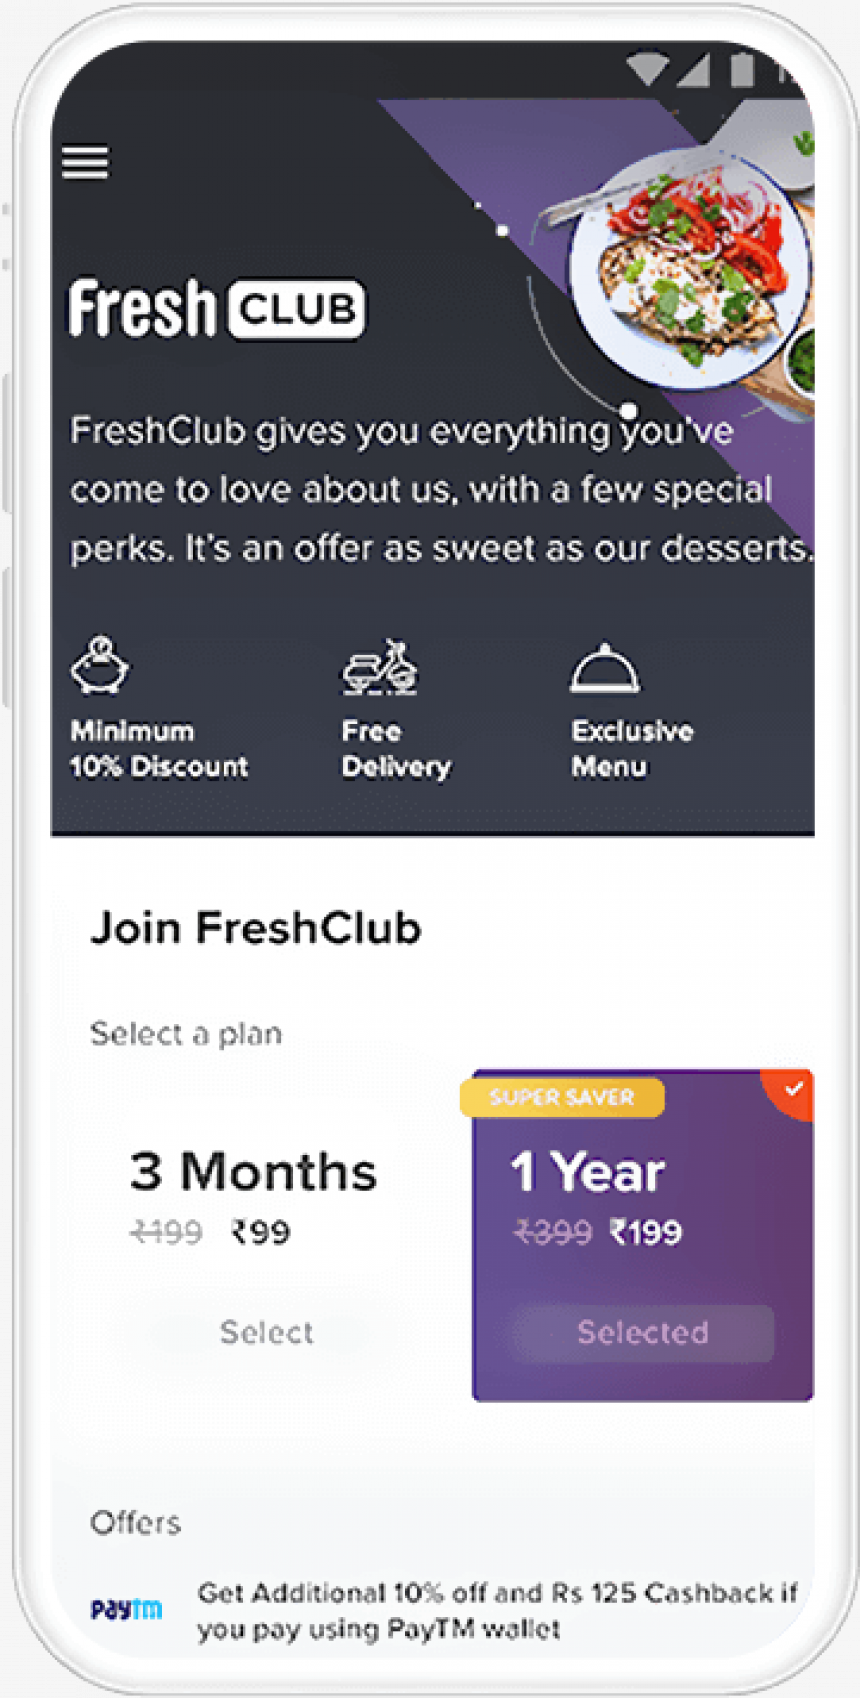 fresh CLUB
FreshClub gives you everything you've
come to love about us, with a few special
perks. It's an offer as sweet as our desserts.
Minimum
10% Discount
Free
Delivery
Exclusive
Menu
Join FreshClub
Select a plan
SUPER SAVER
3 Months
₹199 ₹99
Select
1 Year
₹399 ₹199
Selected
Offers
paytm
Get Additional 10% off and Rs 125 Cashback if
you pay using PayTM wallet